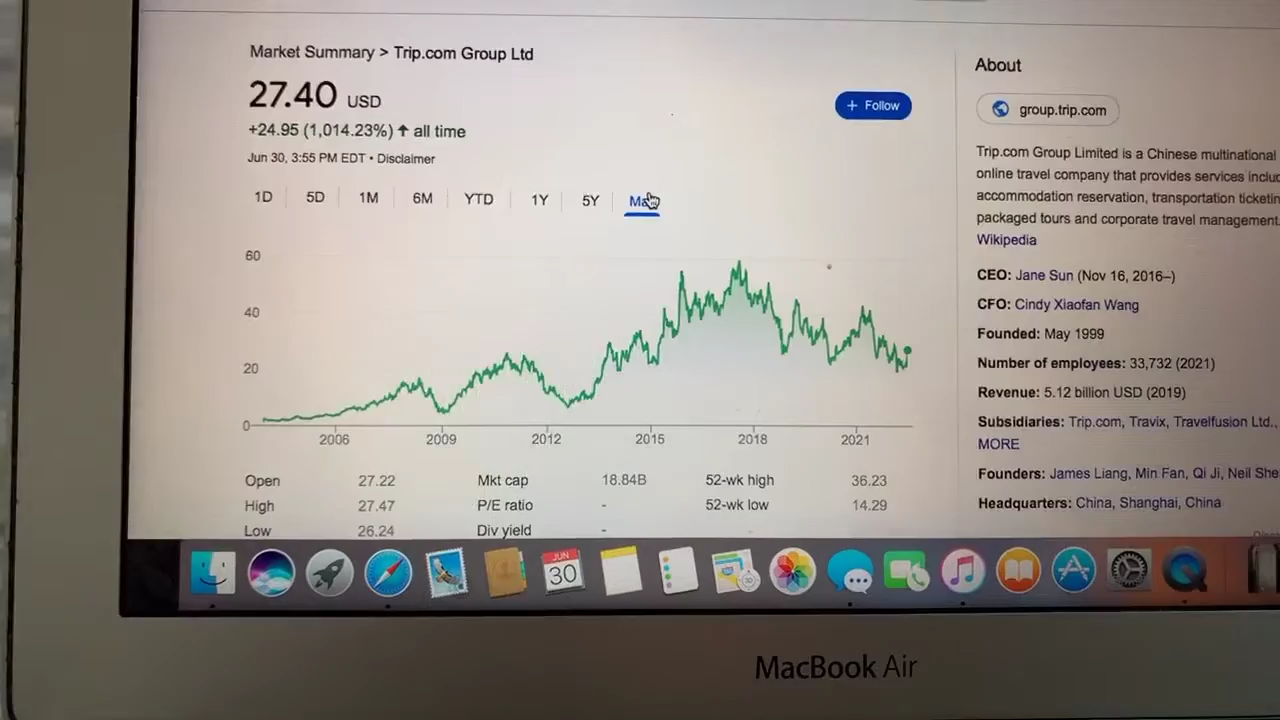 Market Summary > Trip.com Group Ltd
27.40 USD
+24.95 (1,014.23%) ↑ all time
Jun 30, 3:55 PM EDT • Disclaimer
+ Follow
1D 5D 1M 6M YTD 1Y 5Y
60
40
20
0
2006 2009 2012 2015 2018 2021
Open 27.22 Mkt cap 18.84B 52-wk high 36.23
High 27.47 P/E ratio - 52-wk low 14.29
Low 26.24 Div yield -
About
group.trip.com
Trip.com Group Limited is a Chinese multinational
online travel company that provides services
accommodation reservation, transportation
packaged tours and corporate travel management.
Wikipedia
CEO: Jane Sun (Nov 16, 2016–)
CFO: Cindy Xiaofan Wang
Founded: May 1999
Number of employees: 33,732 (2021)
Revenue: 5.12 billion USD (2019)
Subsidiaries: Trip.com, Travix, Travelfusion Ltd.,
MORE
Founders: James Liang, Min Fan, Qi Ji, Neil
Headquarters: China, Shanghai, China
JUN
30
MacBook Air